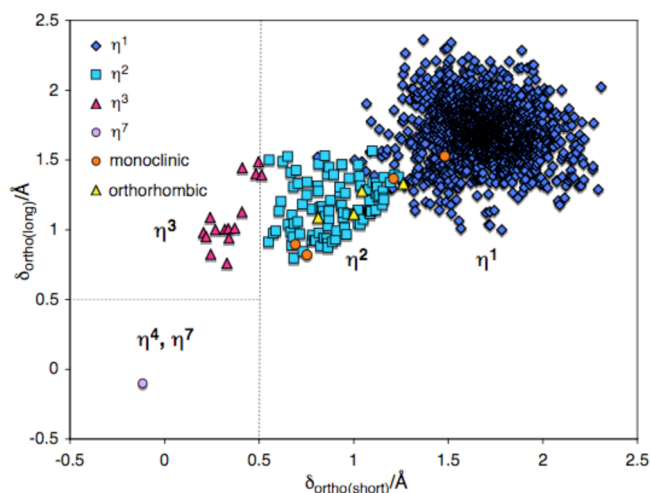 2.5
2
1.5
1
0.5
0
-0.5
δortho(long)/Å
η¹
η²
η³
η⁷
monoclinic
orthorhombic
η³
η²
η¹
η⁴, η⁷
-0.5 0 0.5 1 1.5 2 2.5
δortho(short)/Å